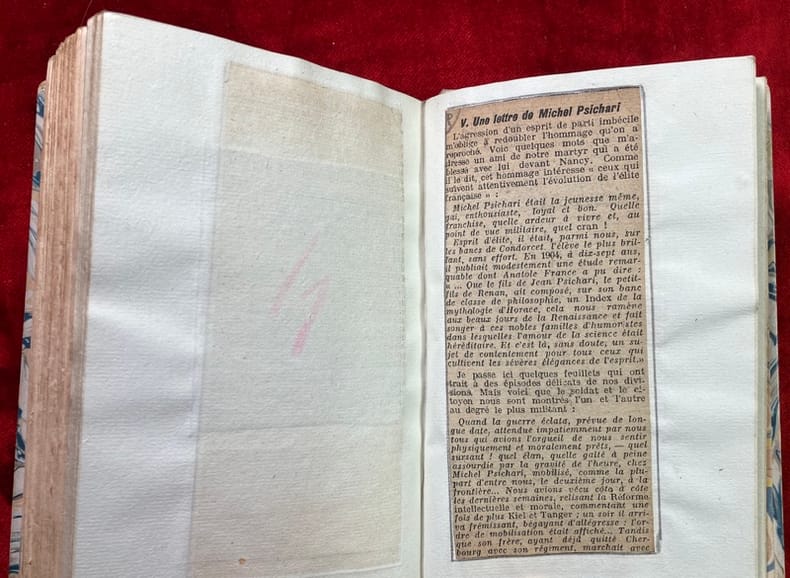 V. Une lettre de Michel Psichari
L'agression d'un esprit de parti imbécile
m'oblige à redoubler l'hommage qu'on a
reproché. Voic quelques mots que m'a-
dresse un ami de notre martyr qui a été
blessé avec lui devant Nancy. Comme
il le dit, cet hommage intéresse « ceux qui
suivent attentivement l'évolution de l'élite
française » :
Michel Psichari était la jeunesse même,
gai, enthousiaste, loyal et bon. Quelle
franchise, quelle ardeur à vivre et, au
point de vue militaire, quel cran !
Esprit d'élite, il était, parmi nous, sur
les bancs de Condorcet, l'élève le plus bril-
lant, sans effort. En 1904, à dix-sept ans,
il publiait modestement une étude remar-
quable dont Anatole France a pu dire :
« ... Que le fils de Jean Psichari, le petit-
fils de Renan, ait composé, sur son banc
de classe de philosophie, un Index de la
mythologie d'Horace, cela nous ramène
aux beaux jours de la Renaissance et fait
songer à ces nobles familles d'humoristes
dans lesquelles l'amour de la science était
héréditaire. Et c'est là, sans doute, un su-
jet de contentement pour tous ceux qui
cultivent les sévères élégances de l'esprit.»
Je passe ici quelques feuillets qui ont
trait à des épisodes délicats de nos divi-
sions. Mais voici que le soldat et le ci-
toyen nous sont montrés l'un et l'autre
au degré le plus militant :
Quand la guerre éclata, prévue de lon-
gue date, attendue impatiemment par nous
tous qui avions l'orgueil de nous sentir
physiquement et moralement prêts, — quel
sursaut ! quel élan, quelle gaîté à peine
assourdie par la gravité de l'heure, chez
Michel Psichari, mobilisé, comme la plu-
part d'entre nous, le deuxième jour, à la
frontière... Nous avions vécu côte à côte
les dernières semaines, relisant la Réforme
intellectuelle et morale, commentant une
fois de plus Kiel et Tanger ; un soir il arri-
va frémissant, bégayant d'allégresse : l'or-
dre de mobilisation était affiché... Tandis
que son frère, ayant déjà quitté Cher-
bourg avec son régiment, marchait avec